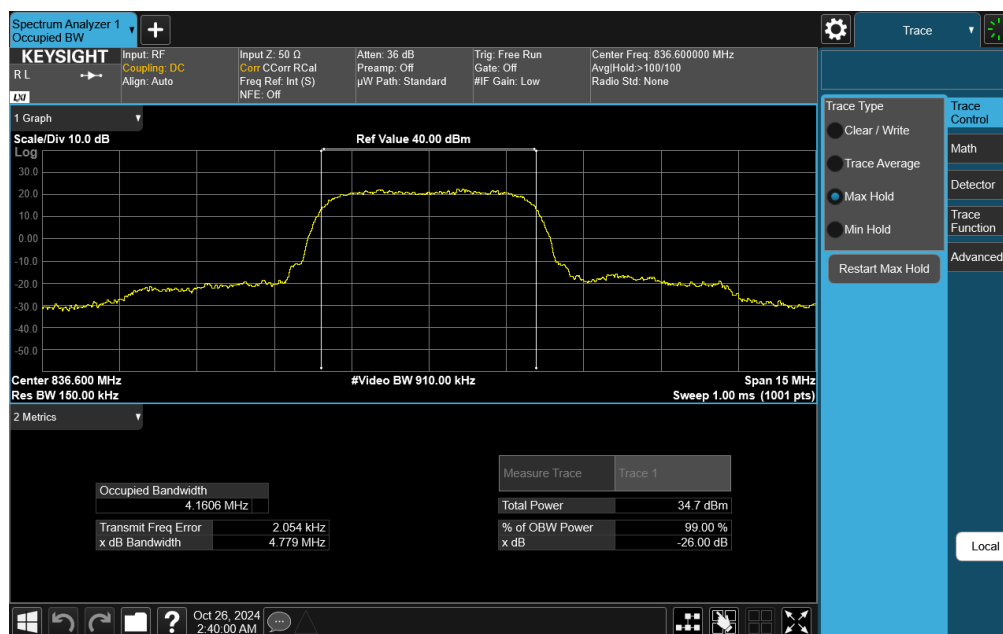 Spectrum Analyzer 1
Occupied BW
Trace
KEYSIGHT
R L
LXI
Input: RF
Coupling: DC
Align: Auto
Input Z: 50 Ω
Corr CCorr RCal
Freq Ref: Int (S)
NFE: Off
Atten: 36 dB
Preamp: Off
µW Path: Standard
Trig: Free Run
Gate: Off
#IF Gain: Low
Center Freq: 836.600000 MHz
Avg|Hold:>100/100
Radio Std: None
1 Graph
Scale/Div 10.0 dB
Ref Value 40.00 dBm
Log
30.0
20.0
10.0
0.00
-10.0
-20.0
-30.0
-40.0
-50.0
Center 836.600 MHz
#Video BW 910.00 kHz
Span 15 MHz
Res BW 150.00 kHz
Sweep 1.00 ms (1001 pts)
2 Metrics
Measure Trace
Trace 1
Occupied Bandwidth
4.1606 MHz
Total Power
34.7 dBm
Transmit Freq Error
2.054 kHz
% of OBW Power
99.00 %
x dB Bandwidth
4.779 MHz
x dB
-26.00 dB
Trace Type
Clear / Write
Trace Average
Max Hold
Min Hold
Restart Max Hold
Trace
Control
Math
Detector
Trace
Function
Advanced
Local
?
Oct 26, 2024
2:40:00 AM